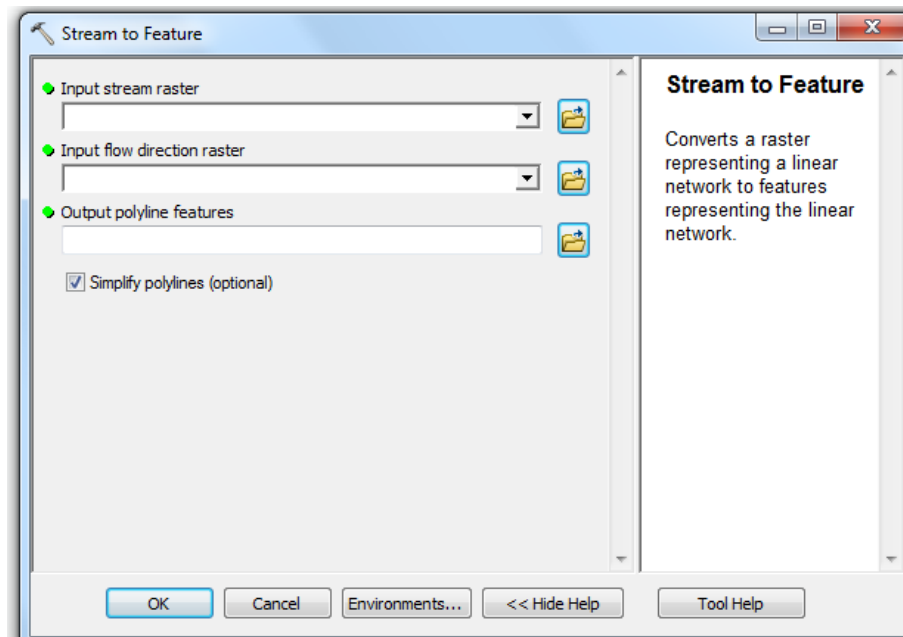 Stream to Feature
Input stream raster
Input flow direction raster
Output polyline features
Simplify polylines (optional)
Stream to Feature
Converts a raster
representing a linear
network to features
representing the linear
network.
OK Cancel Environments... << Hide Help Tool Help